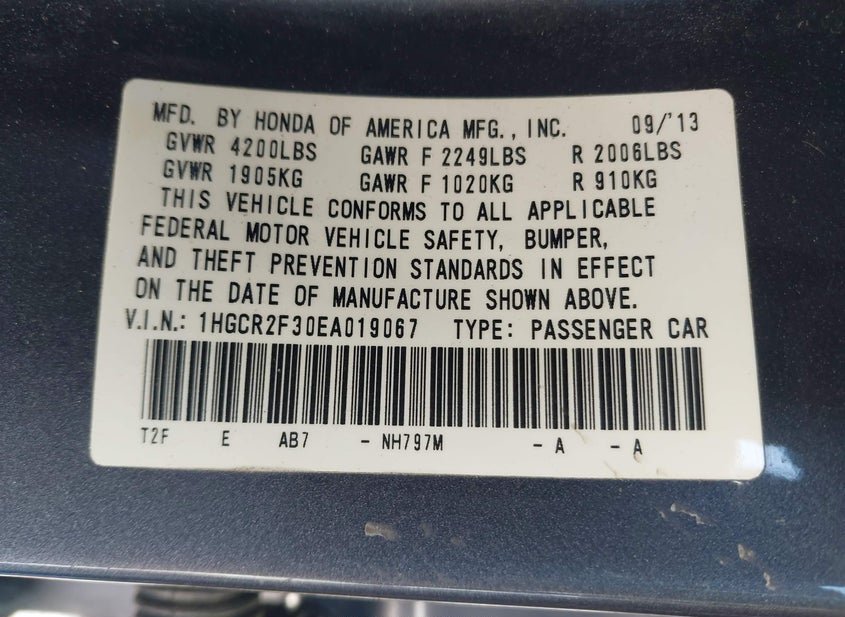 MFD. BY HONDA OF AMERICA MFG., INC. 09/'13
GVWR 4200LBS GAWR F 2249LBS R 2006LBS
GVWR 1905KG GAWR F 1020KG R 910KG
THIS VEHICLE CONFORMS TO ALL APPLICABLE
FEDERAL MOTOR VEHICLE SAFETY, BUMPER,
AND THEFT PREVENTION STANDARDS IN EFFECT
ON THE DATE OF MANUFACTURE SHOWN ABOVE.
V.I.N.: 1HGCR2F30EA019067 TYPE: PASSENGER CAR
T2F E AB7 - NH797M - A - A